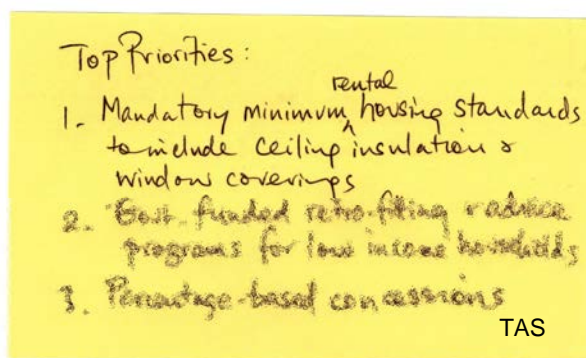 Top Priorities:
1. Mandatory minimum rental housing standards
to include ceiling insulation &
window coverings
2. Govt funded retro-fitting & advice
programs for low income households
3. Percentage-based concessions
TAS